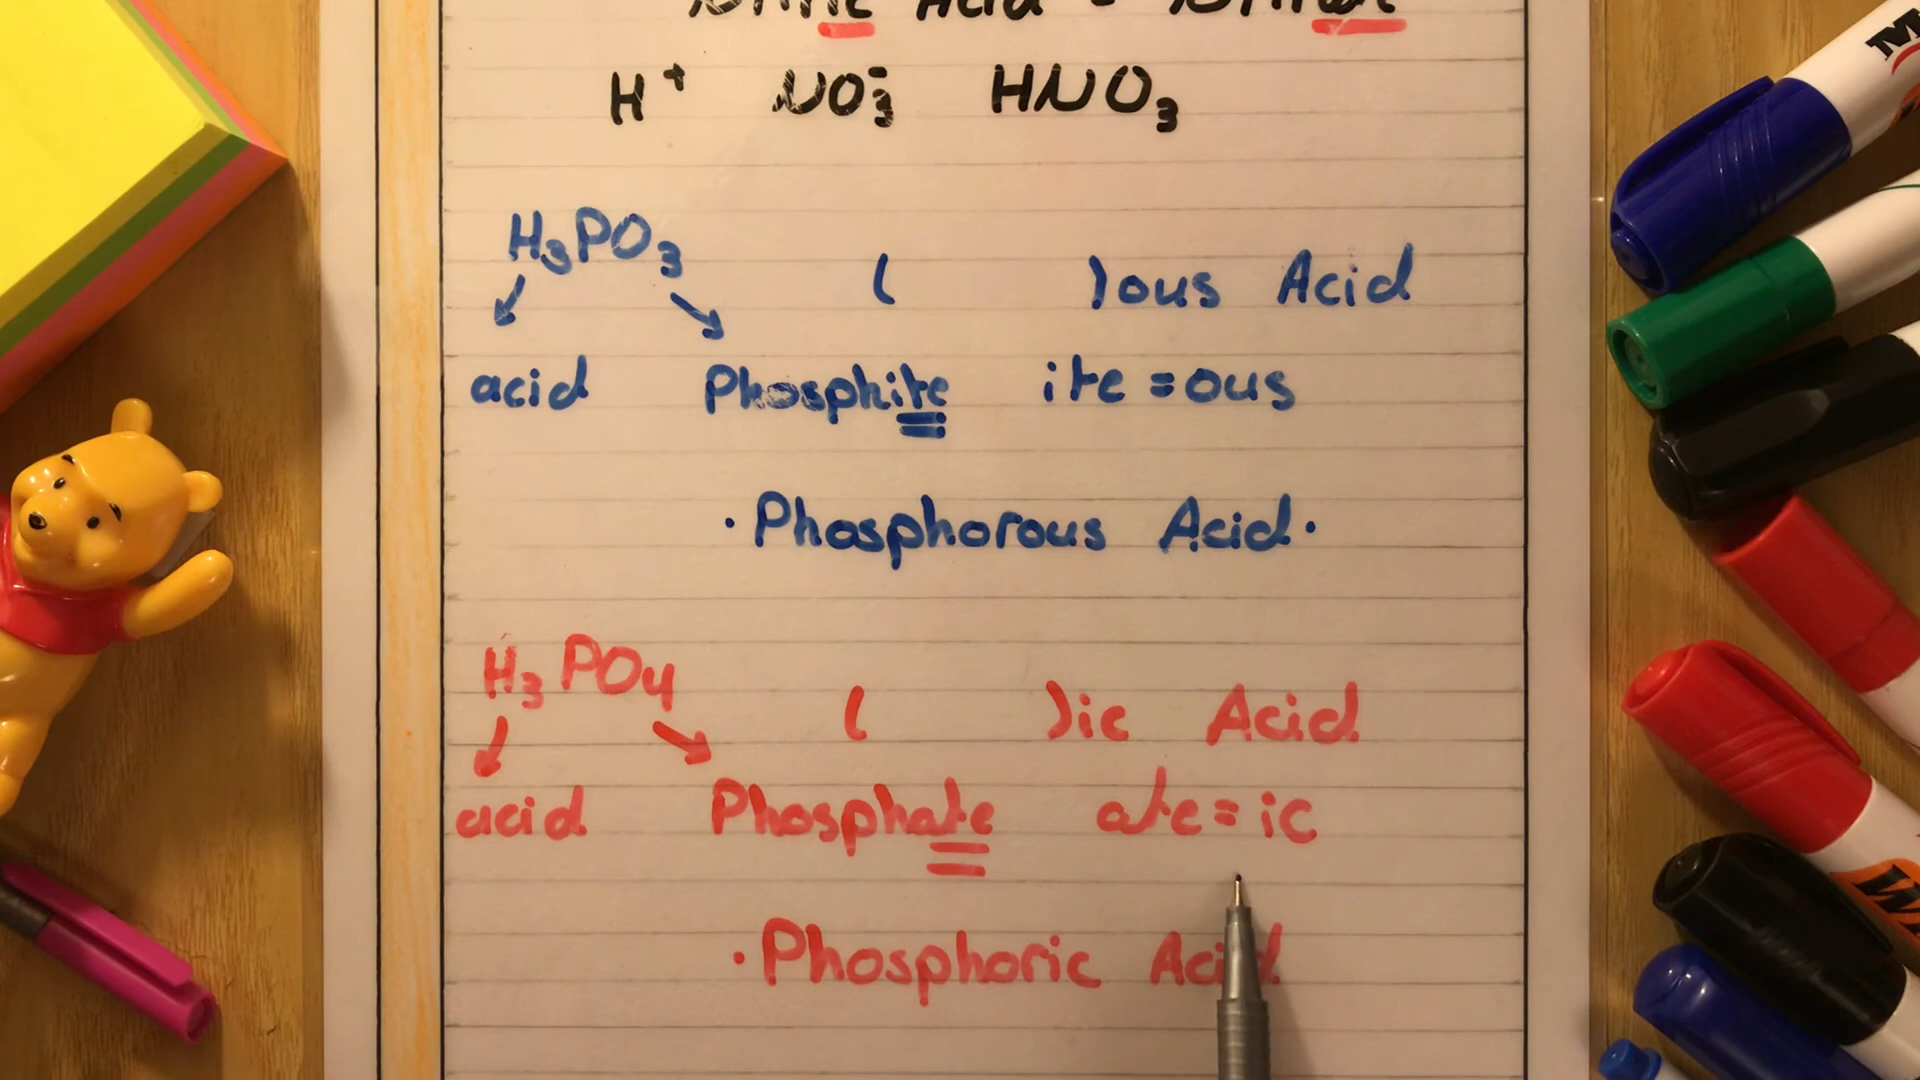 Acid
H⁺ NO₃⁻ HNO₃
H₃PO₃
( )ous Acid
acid Phosphite ite = ous
· Phosphorous Acid ·
H₃PO₄
( )ic Acid
acid Phosphate ate = ic
· Phosphoric Acid